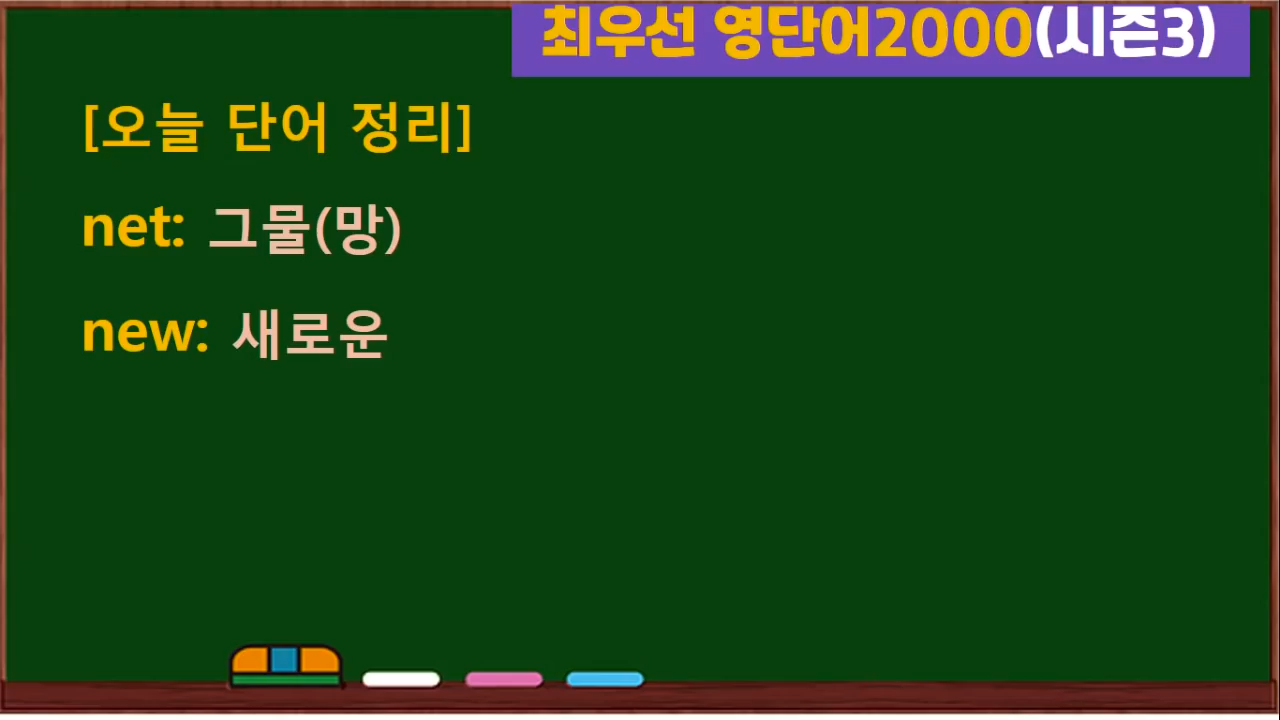 최우선 영단어2000(시즌3)
[오늘 단어 정리]
net: 그물(망)
new: 새로운